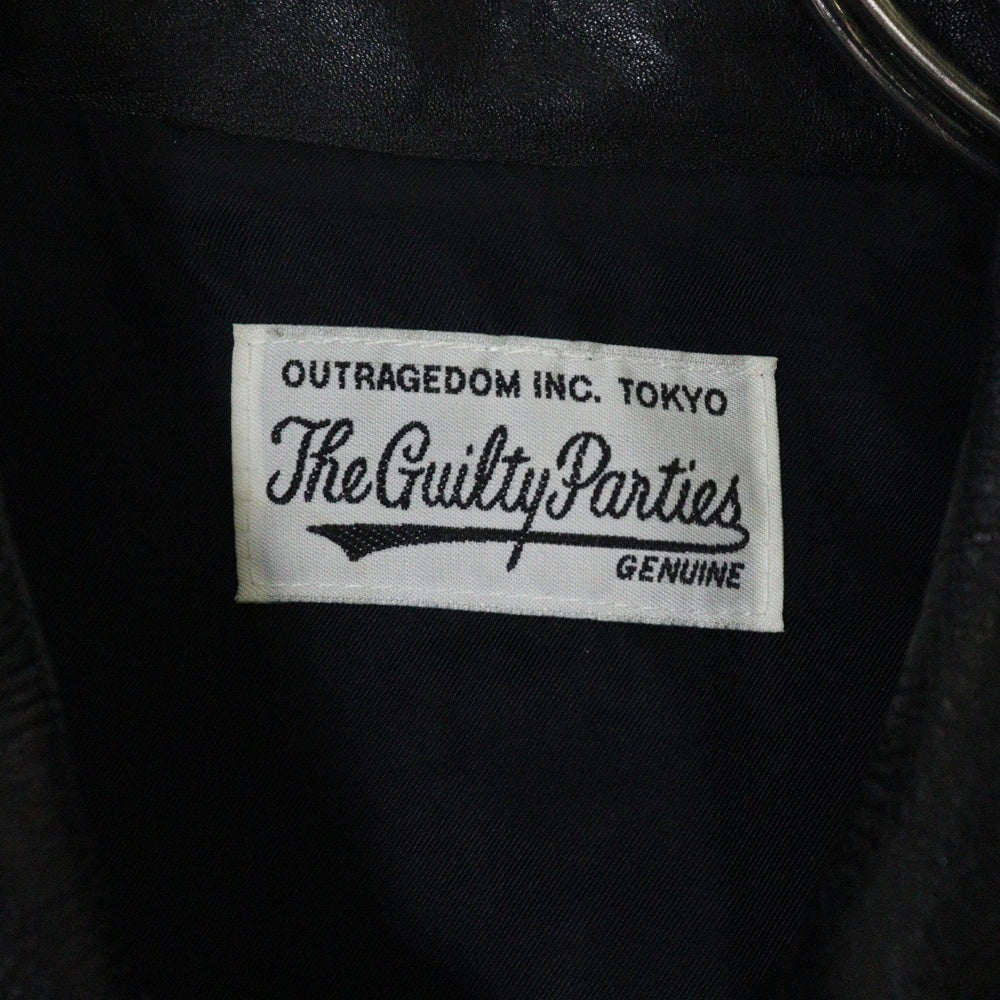 OUTRAGEDOM INC. TOKYO
The Guilty Parties
GENUINE